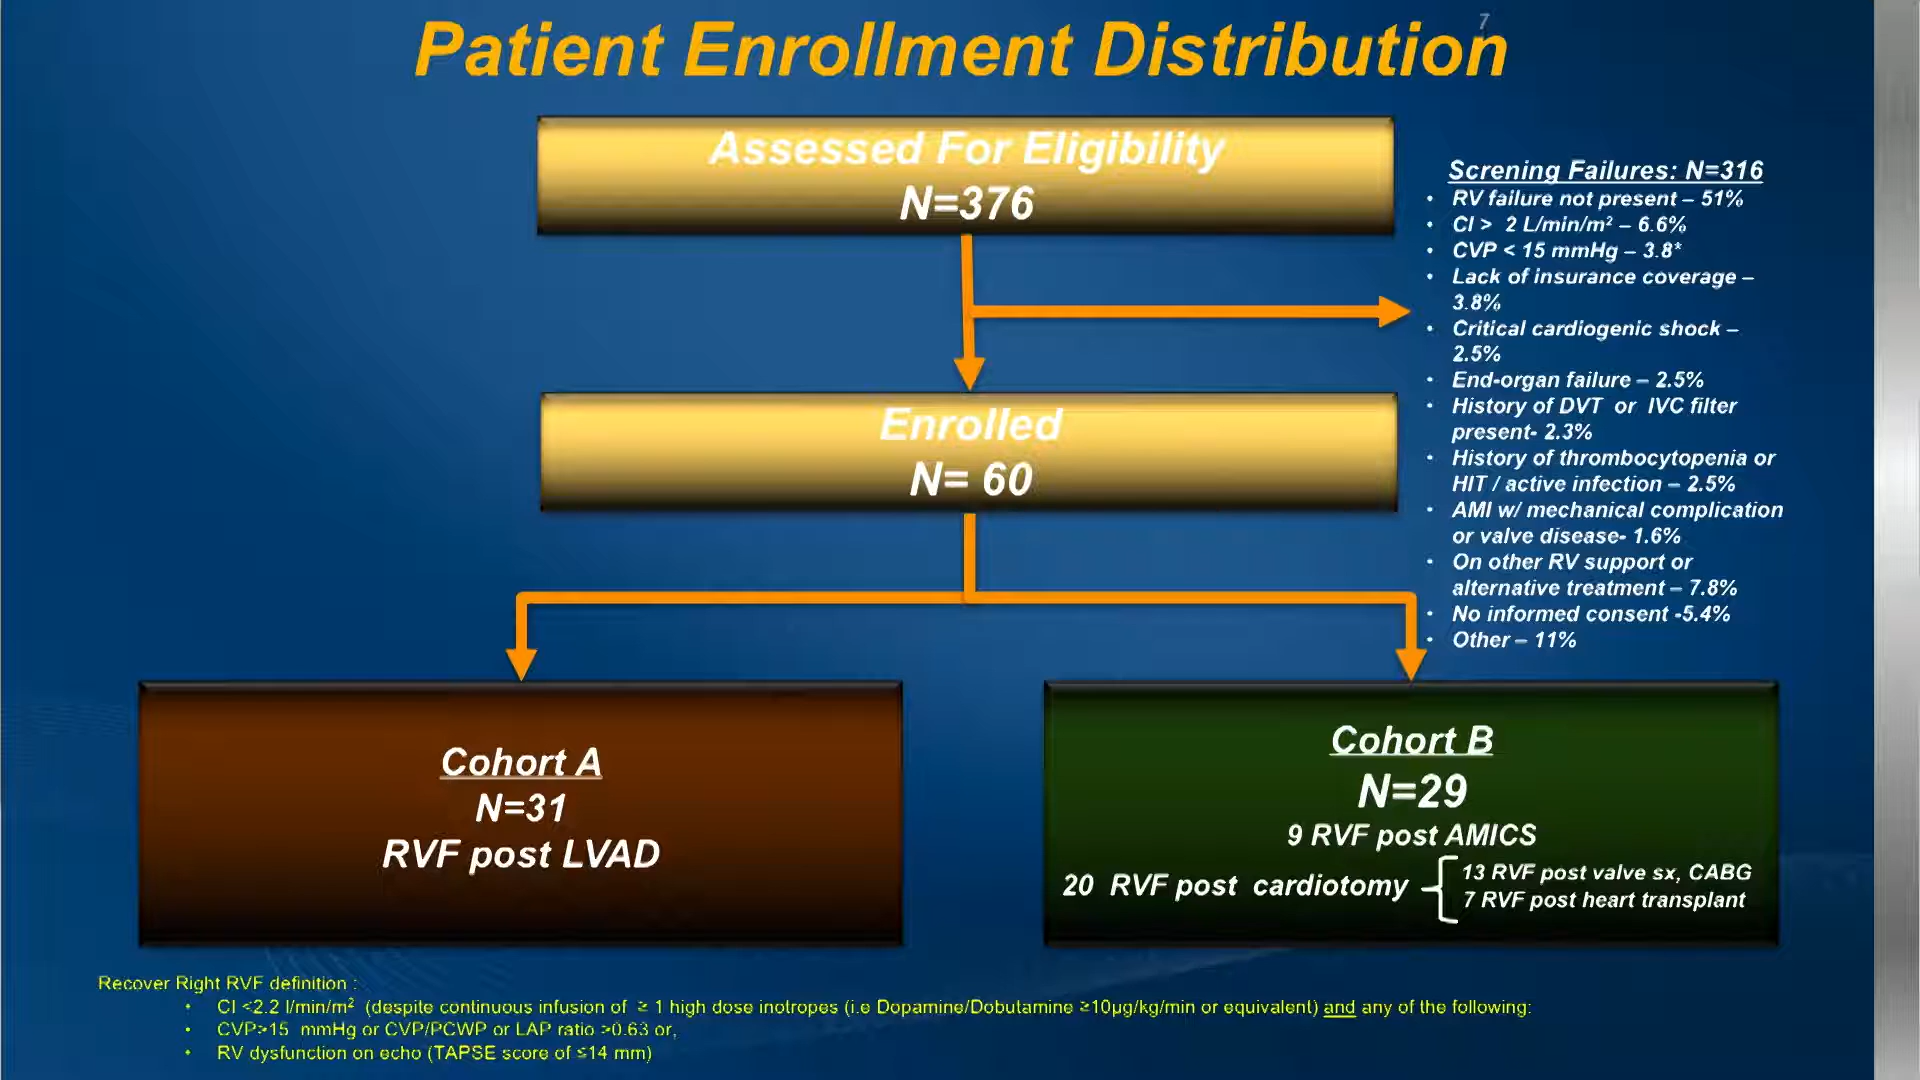 7
Patient Enrollment Distribution
Assessed For Eligibility
N=376
Screning Failures: N=316
• RV failure not present – 51%
• CI > 2 L/min/m² – 6.6%
• CVP < 15 mmHg – 3.8*
• Lack of insurance coverage –
3.8%
• Critical cardiogenic shock –
2.5%
• End-organ failure – 2.5%
• History of DVT or IVC filter
present- 2.3%
• History of thrombocytopenia or
HIT / active infection – 2.5%
• AMI w/ mechanical complication
or valve disease- 1.6%
• On other RV support or
alternative treatment – 7.8%
• No informed consent -5.4%
• Other – 11%
Enrolled
N= 60
Cohort A
N=31
RVF post LVAD
Cohort B
N=29
9 RVF post AMICS
20 RVF post cardiotomy
13 RVF post valve sx, CABG
7 RVF post heart transplant
Recover Right RVF definition :
• CI <2.2 l/min/m² (despite continuous infusion of ≥ 1 high dose inotropes (i.e Dopamine/Dobutamine ≥10µg/kg/min or equivalent) and any of the following:
• CVP>15 mmHg or CVP/PCWP or LAP ratio >0.63 or,
• RV dysfunction on echo (TAPSE score of ≤14 mm)